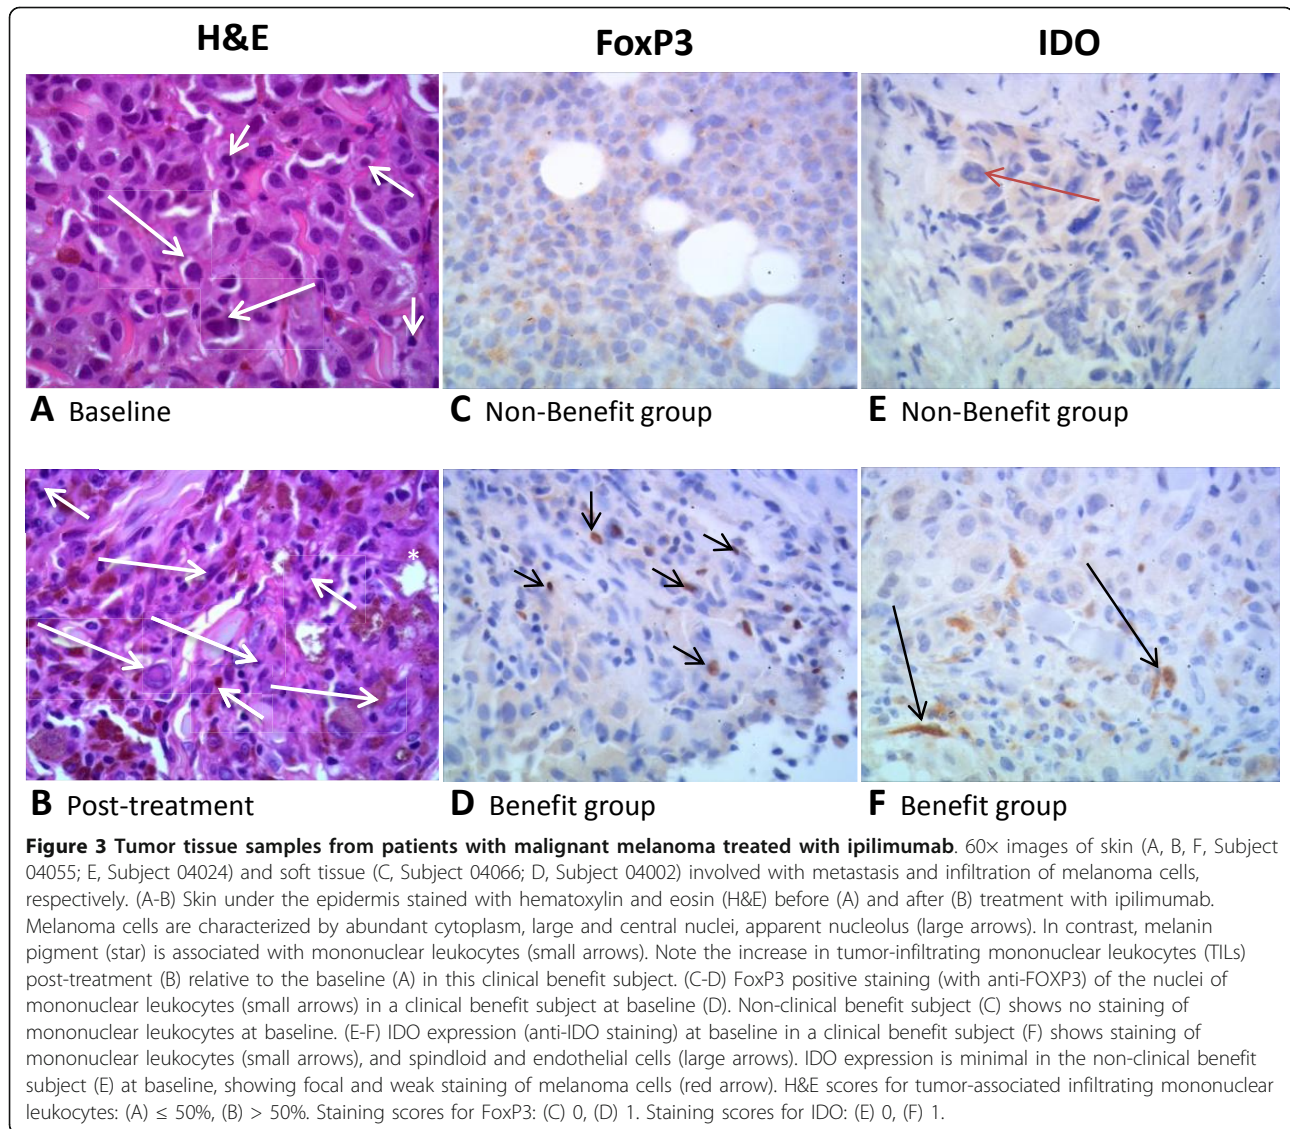 H&E FoxP3 IDO
A Baseline
C Non-Benefit group
E Non-Benefit group
*
B Post-treatment
D Benefit group
F Benefit group
Figure 3 Tumor tissue samples from patients with malignant melanoma treated with ipilimumab. 60× images of skin (A, B, F, Subject
04055; E, Subject 04024) and soft tissue (C, Subject 04066; D, Subject 04002) involved with metastasis and infiltration of melanoma cells,
respectively. (A-B) Skin under the epidermis stained with hematoxylin and eosin (H&E) before (A) and after (B) treatment with ipilimumab.
Melanoma cells are characterized by abundant cytoplasm, large and central nuclei, apparent nucleolus (large arrows). In contrast, melanin
pigment (star) is associated with mononuclear leukocytes (small arrows). Note the increase in tumor-infiltrating mononuclear leukocytes (TILs)
post-treatment (B) relative to the baseline (A) in this clinical benefit subject. (C-D) FoxP3 positive staining (with anti-FOXP3) of the nuclei of
mononuclear leukocytes (small arrows) in a clinical benefit subject at baseline (D). Non-clinical benefit subject (C) shows no staining of
mononuclear leukocytes at baseline. (E-F) IDO expression (anti-IDO staining) at baseline in a clinical benefit subject (F) shows staining of
mononuclear leukocytes (small arrows), and spindloid and endothelial cells (large arrows). IDO expression is minimal in the non-clinical benefit
subject (E) at baseline, showing focal and weak staining of melanoma cells (red arrow). H&E scores for tumor-associated infiltrating mononuclear
leukocytes: (A) ≤ 50%, (B) > 50%. Staining scores for FoxP3: (C) 0, (D) 1. Staining scores for IDO: (E) 0, (F) 1.